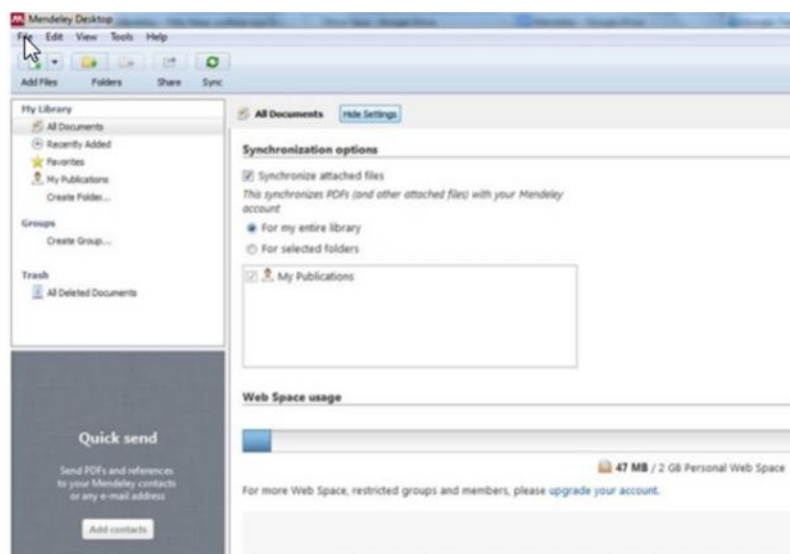 Mendeley Desktop
File Edit View Tools Help
Add Files Folders Share Sync
My Library
All Documents
Recently Added
Favorites
My Publications
Create Folder...
Groups
Create Group...
Trash
All Deleted Documents
Quick send
Send PDFs and references
to your Mendeley contacts
or any e-mail address
Add contacts
All Documents Hide Settings
Synchronization options
Synchronize attached files
This synchronizes PDFs (and other attached files) with your Mendeley
account
For my entire library
For selected folders
My Publications
Web Space usage
47 MB / 2 GB Personal Web Space
For more Web Space, restricted groups and members, please upgrade your account.